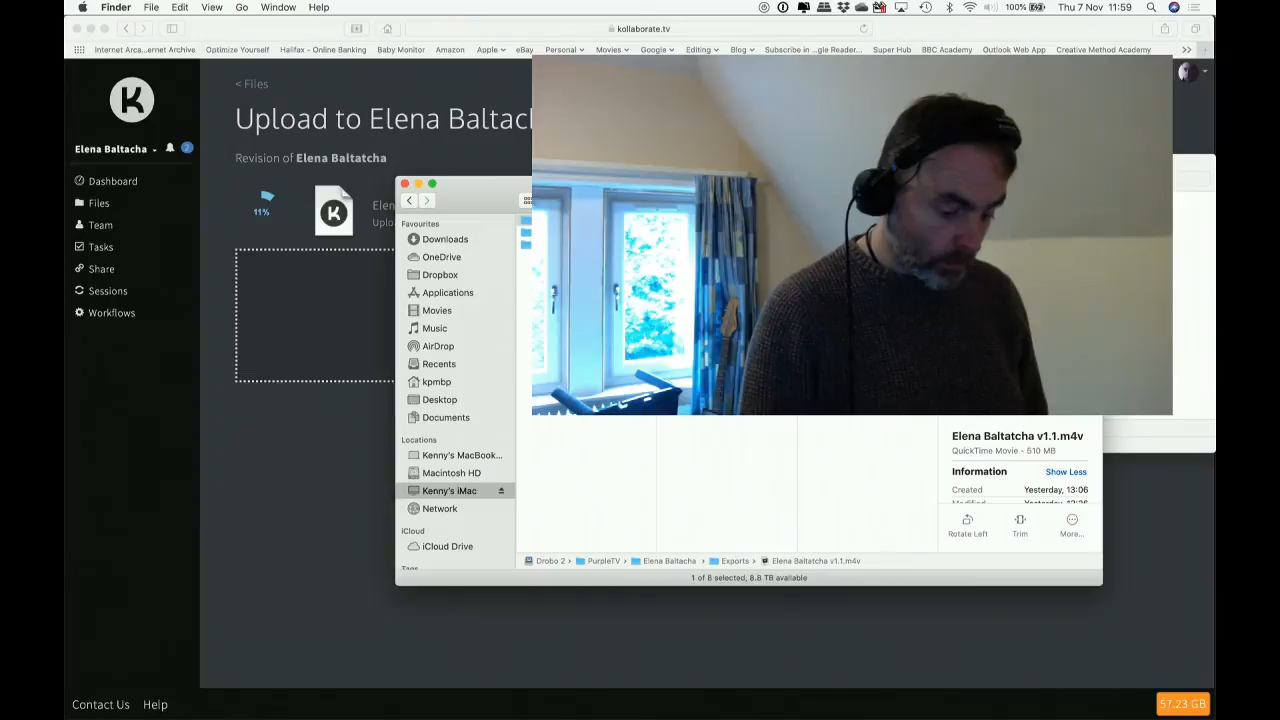 Finder File Edit View Go Window Help 100% Thu 7 Nov 11:59
kollaborate.tv
Internet Arca...ernet Archive Optimize Yourself Halifax - Online Banking Baby Monitor Amazon Apple eBay Personal Movies Google Editing Blog Subscribe in ...gle Reader... Super Hub BBC Academy Outlook Web App Creative Method Academy
K
Elena Baltacha 2
Dashboard
Files
Team
Tasks
Share
Sessions
Workflows
< Files
Upload to Elena Baltach
Revision of Elena Baltatcha
11%
K
Elen
Uplo
Favourites
Downloads
OneDrive
Dropbox
Applications
Movies
Music
AirDrop
Recents
kpmbp
Desktop
Documents
Locations
Kenny's MacBook...
Macintosh HD
Kenny's iMac
Network
iCloud
iCloud Drive
Tags
Elena Baltatcha v1.1.m4v
QuickTime Movie - 510 MB
Information Show Less
Created Yesterday, 13:06
Rotate Left Trim More...
Drobo 2 PurpleTV Elena Baltacha Exports Elena Baltatcha v1.1.m4v
1 of 8 selected, 8.8 TB available
Contact Us Help
57.23 GB